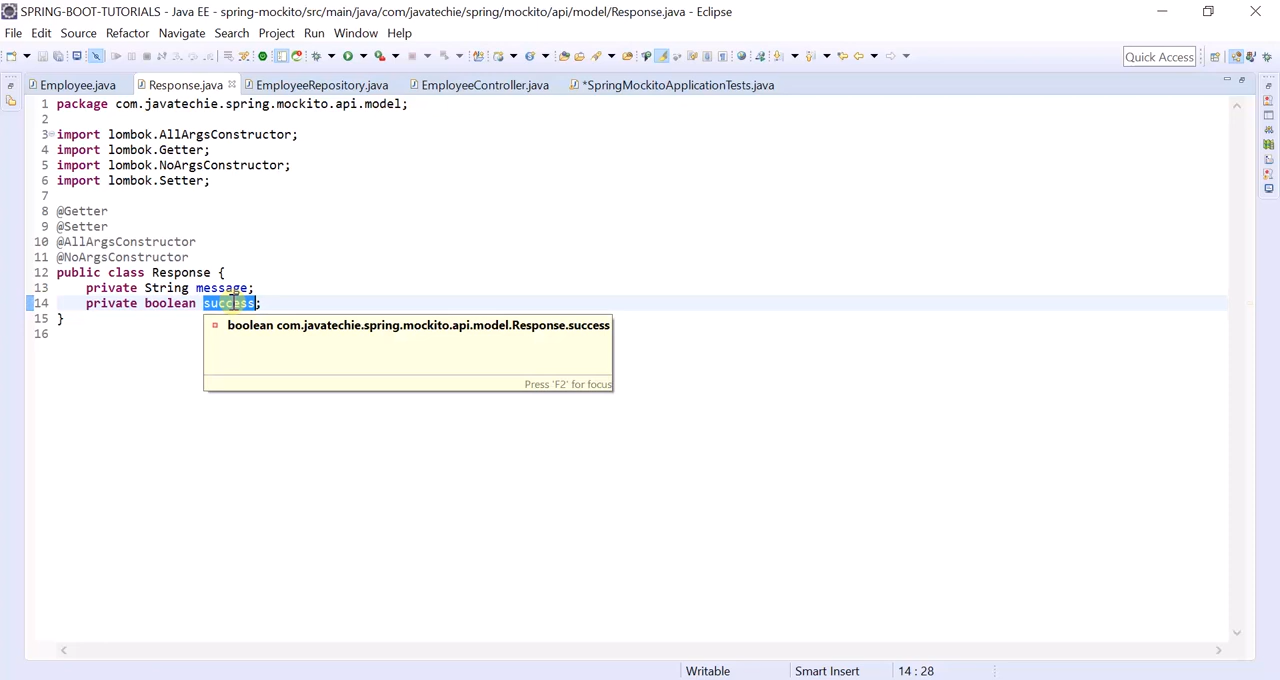 SPRING-BOOT-TUTORIALS - Java EE - spring-mockito/src/main/java/com/javatechie/spring/mockito/api/model/Response.java - Eclipse
File Edit Source Refactor Navigate Search Project Run Window Help
Quick Access
Employee.java Response.java EmployeeRepository.java EmployeeController.java *SpringMockitoApplicationTests.java
1 package com.javatechie.spring.mockito.api.model;
2
3 import lombok.AllArgsConstructor;
4 import lombok.Getter;
5 import lombok.NoArgsConstructor;
6 import lombok.Setter;
7
8 @Getter
9 @Setter
10 @AllArgsConstructor
11 @NoArgsConstructor
12 public class Response {
13 private String message;
14 private boolean success;
15 }
16
boolean com.javatechie.spring.mockito.api.model.Response.success
Press 'F2' for focus
Writable Smart Insert 14 : 28